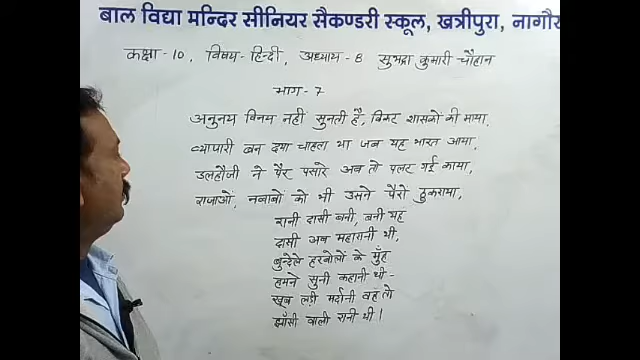 बाल विद्या मन्दिर सीनियर सैकण्डरी स्कूल, खत्रीपुरा, नागौर
कक्षा - 10, विषय - हिन्दी, अध्याय - 8 सुभद्रा कुमारी चौहान
भाग - 7
अनुनय विनय नहीं सुनती है, विकट शासकों की माया,
व्यापारी बन दया चाहता था जब यह भारत आया,
डलहौजी ने पैर पसारे अब तो पलट गई काया,
राजाओं, नवाबों को भी उसने पैरों ठुकराया,
रानी दासी बनी, बनी यह
दासी अब महारानी थी,
बुन्देले हरबोलों के मुँह
हमने सुनी कहानी थी -
खूब लड़ी मर्दानी वह तो
झाँसी वाली रानी थी।